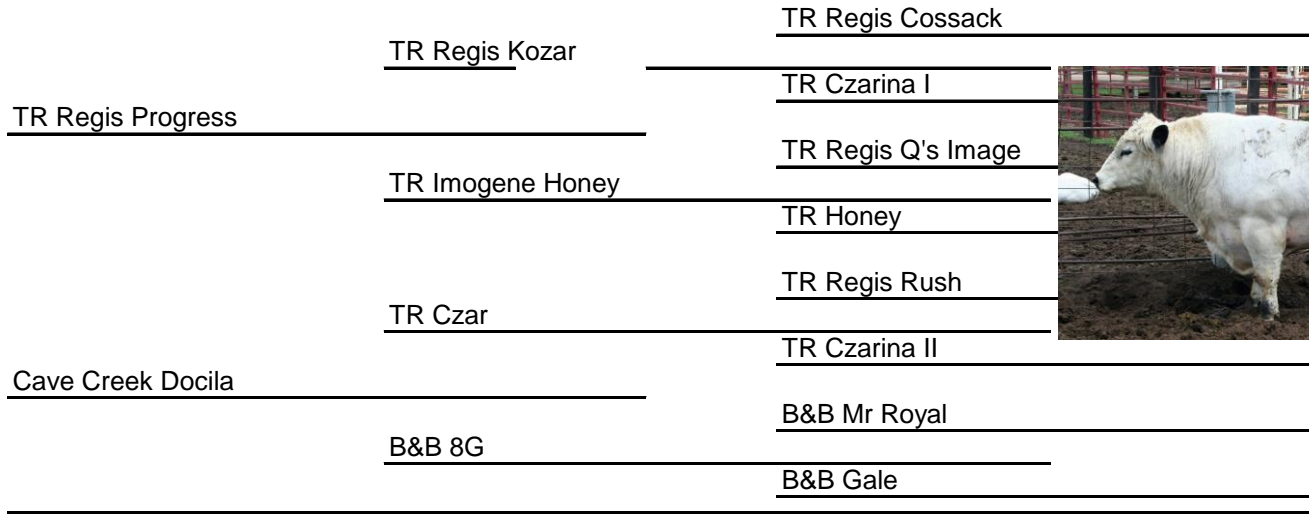 TR Regis Cossack
TR Regis Kozar
TR Czarina I
TR Regis Progress
TR Regis Q's Image
TR Imogene Honey
TR Honey
TR Regis Rush
TR Czar
TR Czarina II
Cave Creek Docila
B&B Mr Royal
B&B 8G
B&B Gale